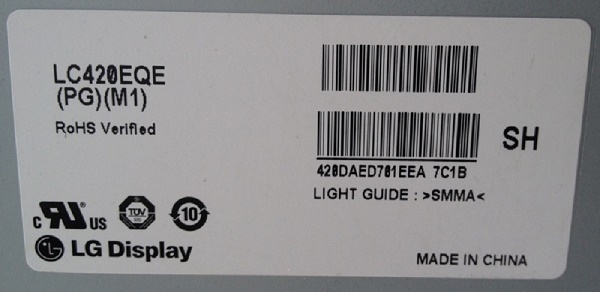 LC420EQE
(PG)(M1)
RoHS Verified
SH
420DAED701EEA 7C1B
LIGHT GUIDE : >SMMA<
c RU US
TÜV
10
LG Display
MADE IN CHINA